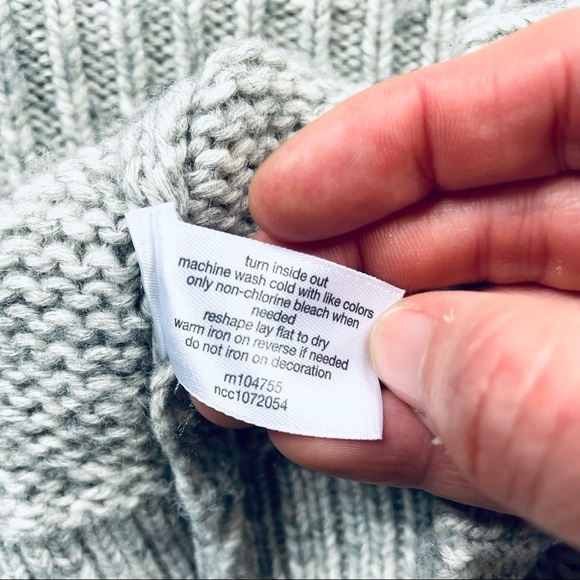 turn inside out
machine wash cold with like colors
only non-chlorine bleach when
needed
reshape lay flat to dry
warm iron on reverse if needed
do not iron on decoration
rn104755
ncc1072054